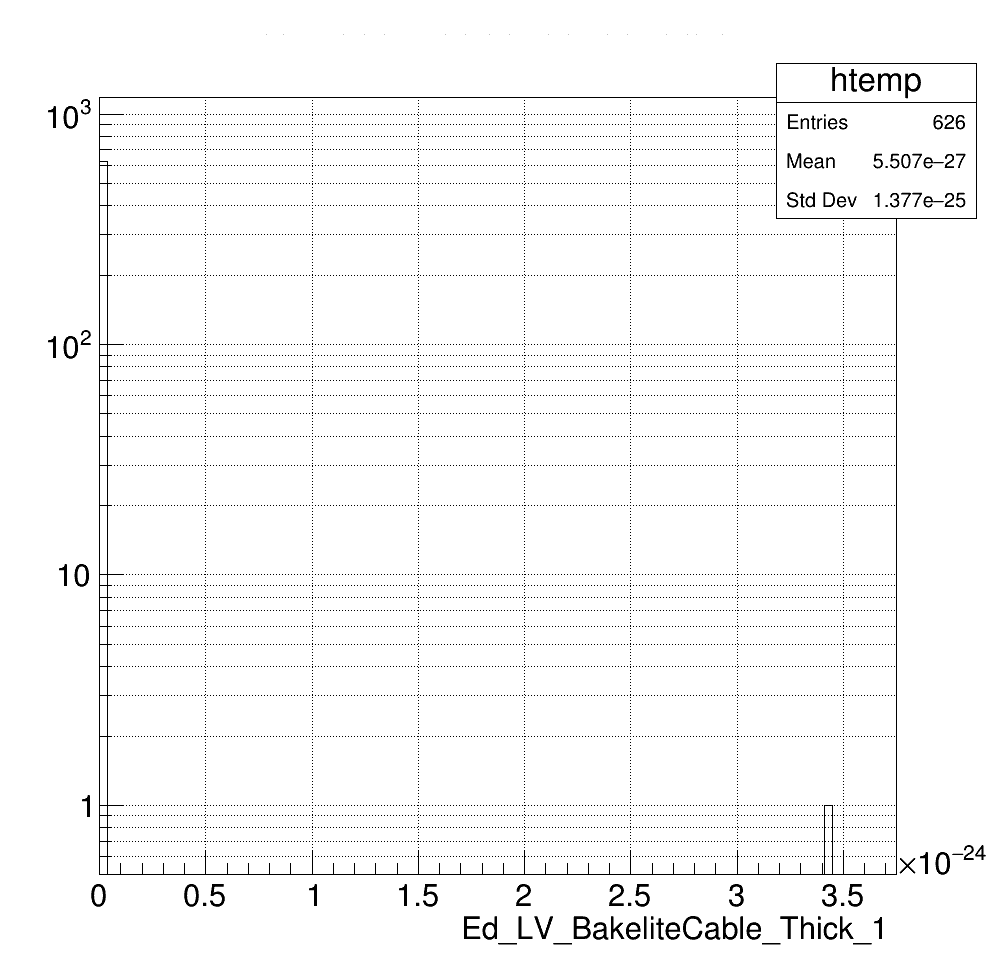 htemp
Entries 626
Mean 5.507e−27
Std Dev 1.377e−25
10³
10²
10
1
0 0.5 1 1.5 2 2.5 3 3.5
×10⁻²⁴
Ed_LV_BakeliteCable_Thick_1